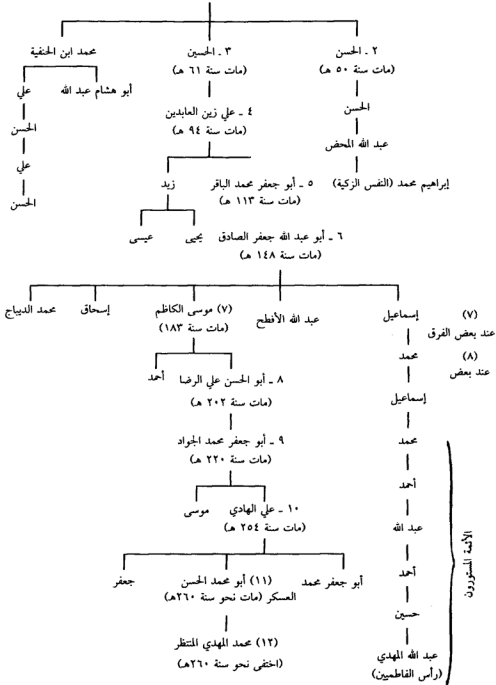 ٢ ـ الحسن
(مات سنة ٥٠ هـ)
الحسن
عبد الله المحض
إبراهيم محمد (النفس الزكية)
٣ ـ الحسين
(مات سنة ٦١ هـ)
٤ ـ علي زين العابدين
(مات سنة ٩٤ هـ)
٥ ـ أبو جعفر محمد الباقر
(مات سنة ١١٣ هـ)
زيد
يحيى
عيسى
٦ ـ أبو عبد الله جعفر الصادق
(مات سنة ١٤٨ هـ)
محمد ابن الحنفية
أبو هشام عبد الله
علي
الحسن
علي
الحسن
(٧)
عند بعض الفرق
(٨)
عند بعض
إسماعيل
محمد
إسماعيل
محمد
أحمد
عبد الله
أحمد
حسين
عبد الله المهدي
(رأس الفاطميين)
الأئمة المستورون
عبد الله الأفطح
(٧) موسى الكاظم
(مات سنة ١٨٣)
إسحاق
محمد الديباج
٨ ـ أبو الحسن علي الرضا
(مات سنة ٢٠٢ هـ)
أحمد
٩ ـ أبو جعفر محمد الجواد
(مات سنة ٢٢٠ هـ)
١٠ ـ علي الهادي
(مات سنة ٢٥٤ هـ)
موسى
أبو جعفر محمد
(١١) أبو محمد الحسن
العسكر (مات نحو سنة ٢٦٠هـ)
جعفر
(١٢) محمد المهدي المنتظر
(اختفى نحو سنة ٢٦٠هـ)